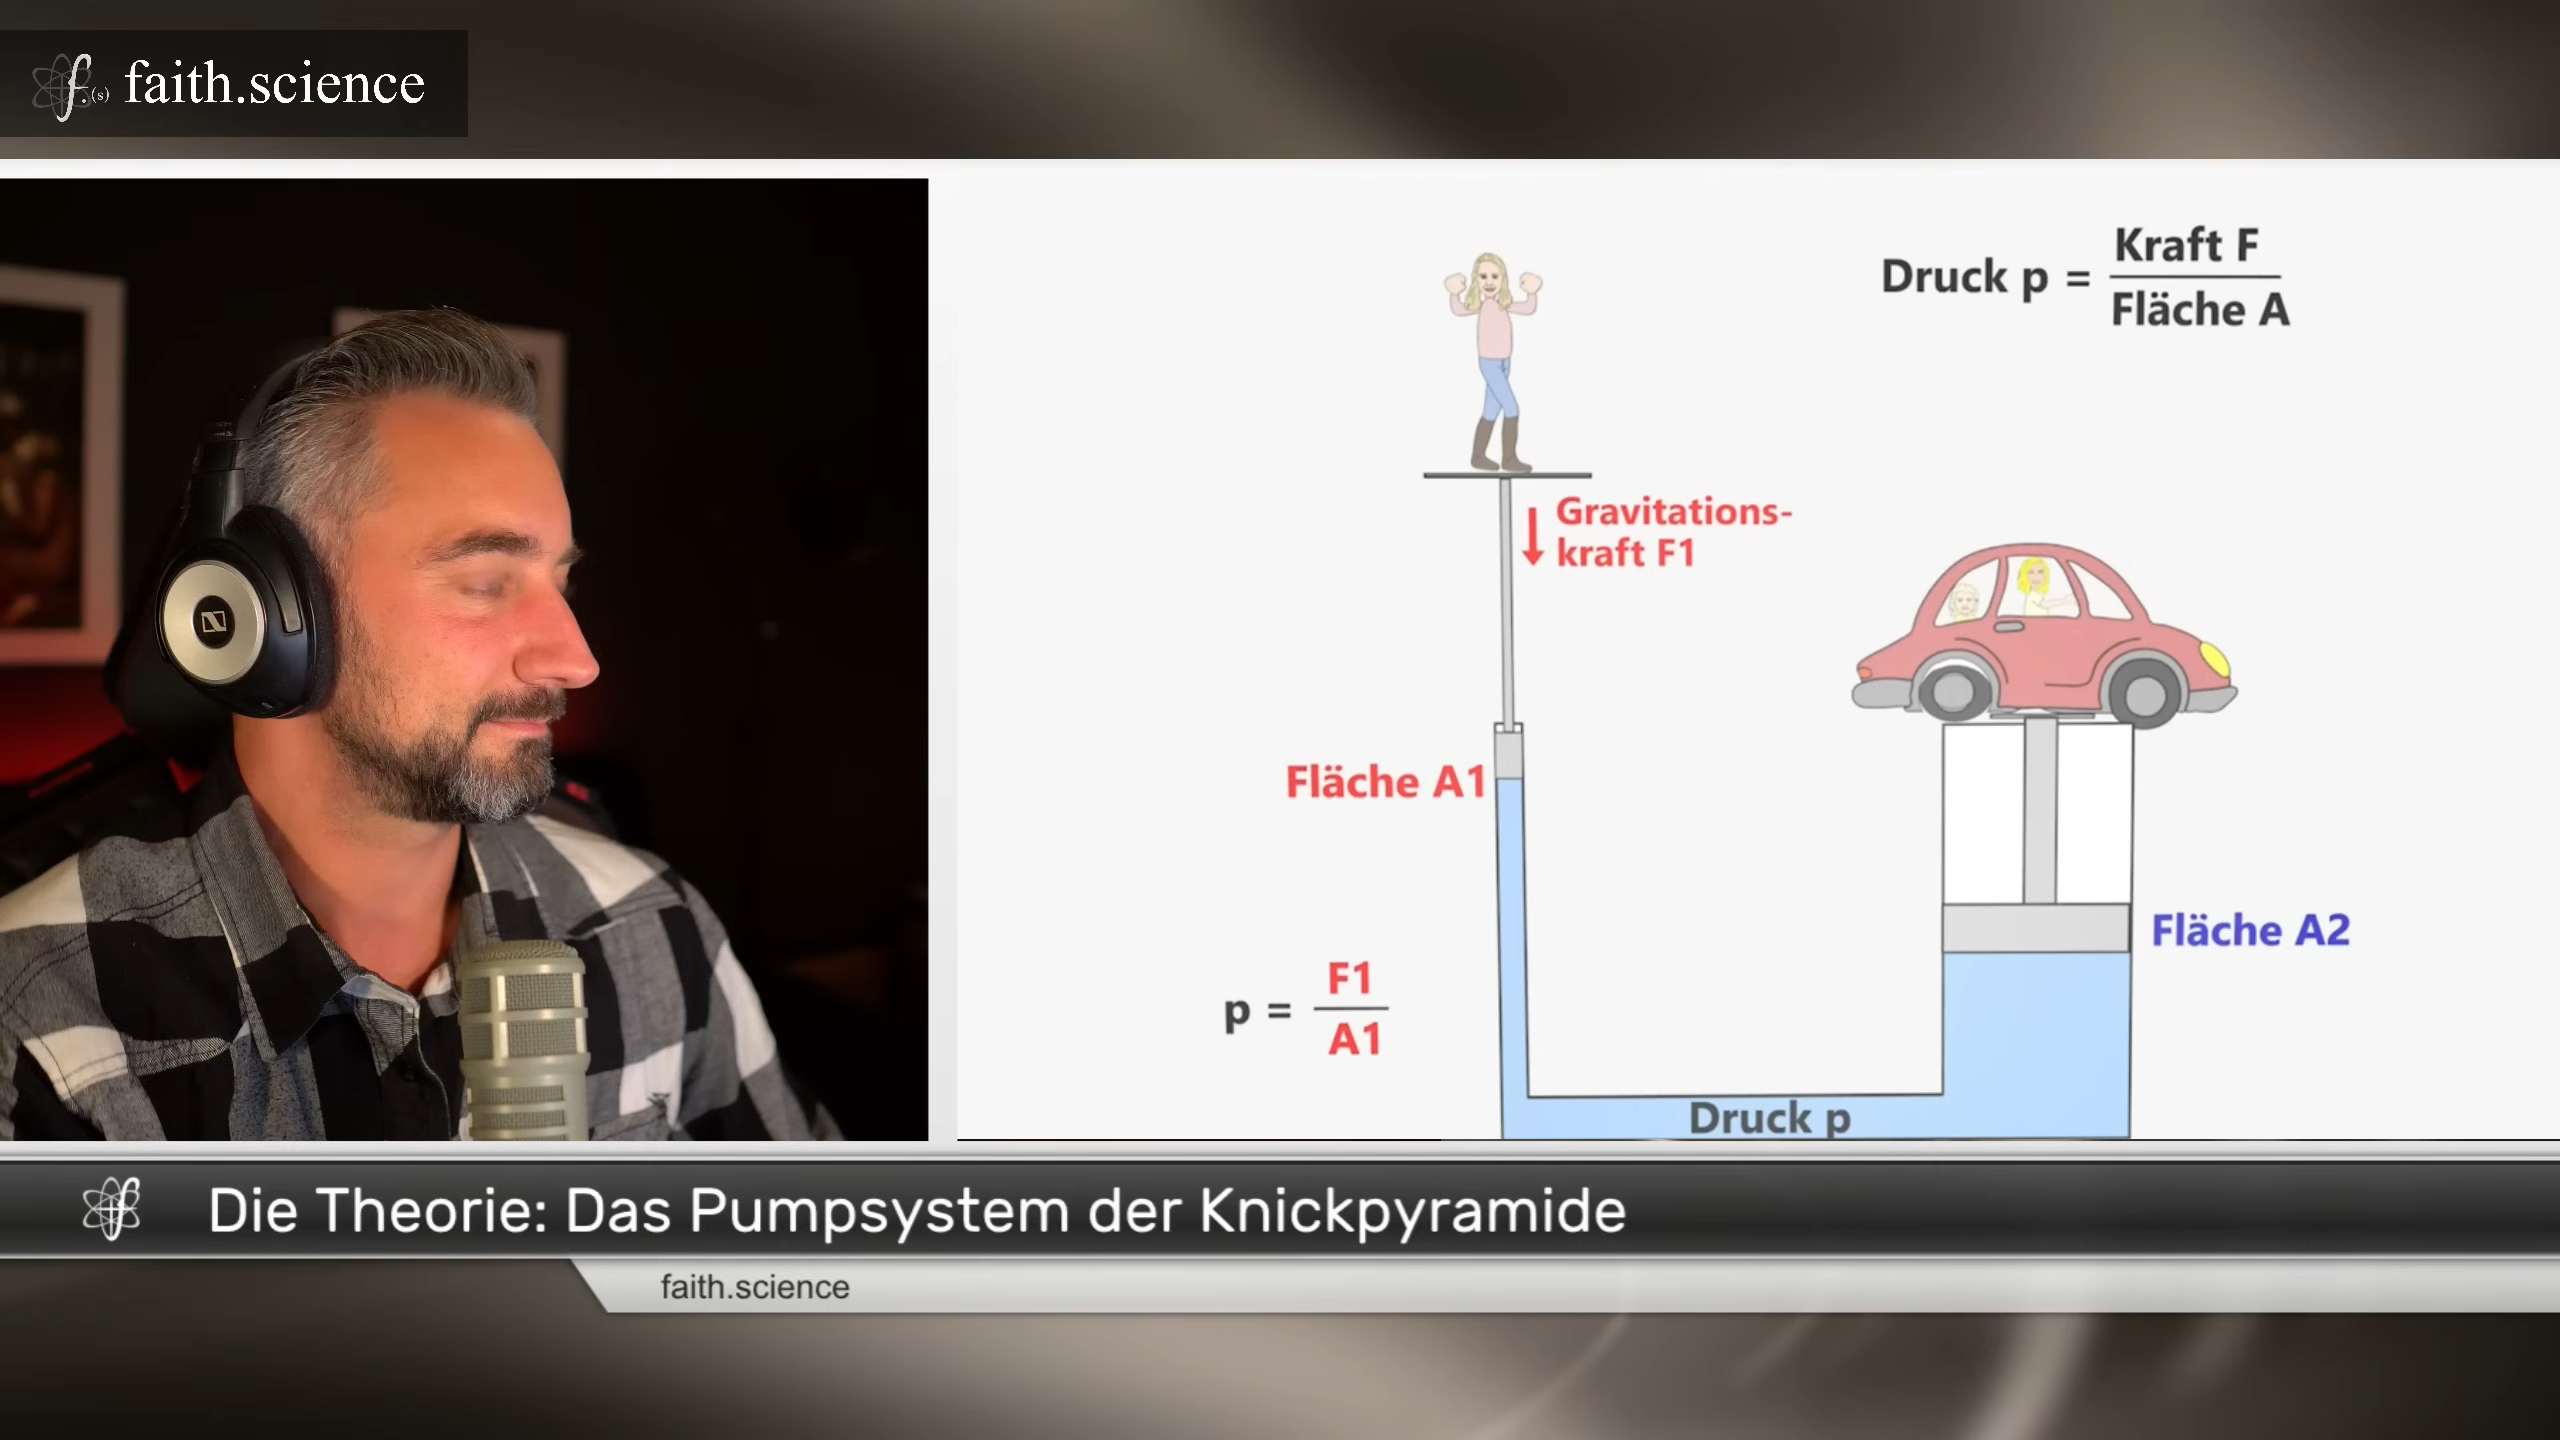 f.(s) faith.science
Druck p = Kraft F
Fläche A
Gravitations-
kraft F1
Fläche A1
Fläche A2
p = F1
A1
Druck p
Die Theorie: Das Pumpsystem der Knickpyramide
faith.science